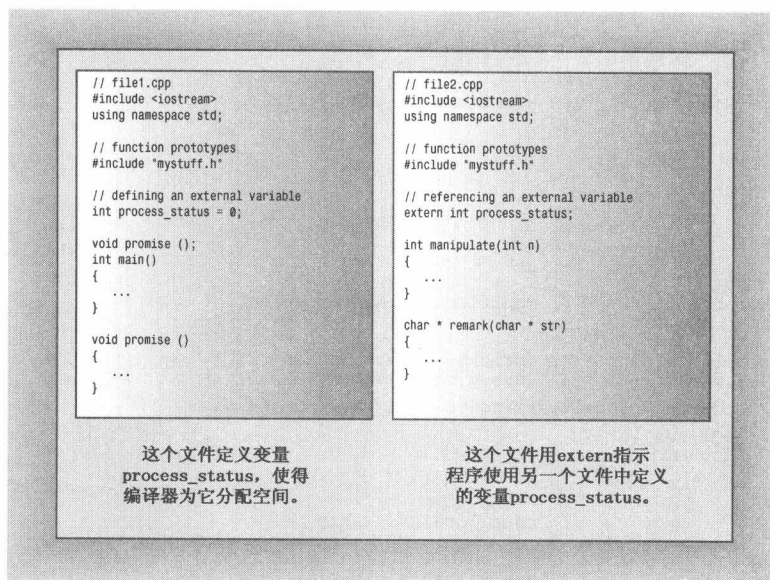 // file1.cpp
#include <iostream>
using namespace std;
// function prototypes
#include "mystuff.h"
// defining an external variable
int process_status = 0;
void promise ();
int main()
{
...
}
void promise ()
{
...
}
// file2.cpp
#include <iostream>
using namespace std;
// function prototypes
#include "mystuff.h"
// referencing an external variable
extern int process_status;
int manipulate(int n)
{
...
}
char * remark(char * str)
{
...
}
这个文件定义变量
process_status，使得
编译器为它分配空间。
这个文件用extern指示
程序使用另一个文件中定义
的变量process_status。